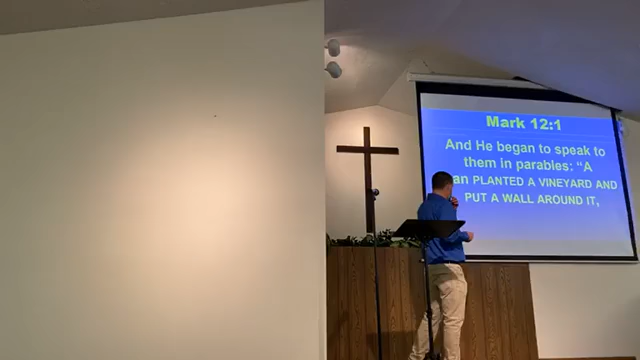 Mark 12:1
And He began to speak to
them in parables: “A
an PLANTED A VINEYARD AND
PUT A WALL AROUND IT,